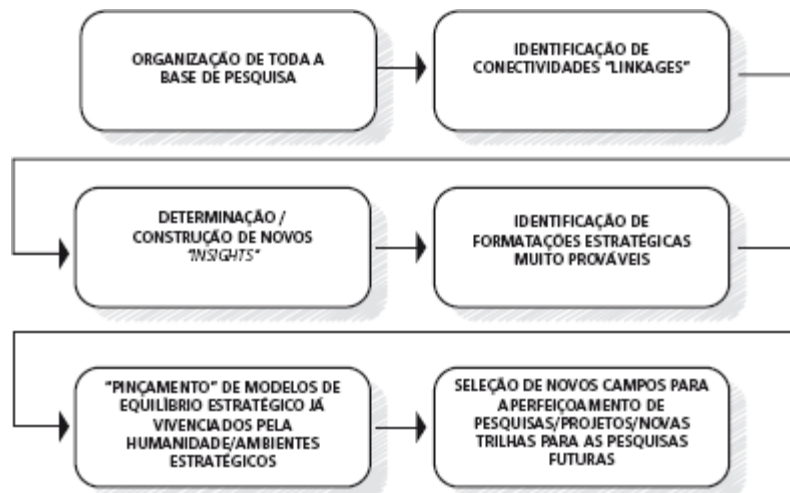 ORGANIZAÇÃO DE TODA A
BASE DE PESQUISA
IDENTIFICAÇÃO DE
CONECTIVIDADES "LINKAGES"
DETERMINAÇÃO /
CONSTRUÇÃO DE NOVOS
"INSIGHTS"
IDENTIFICAÇÃO DE
FORMATAÇÕES ESTRATÉGICAS
MUITO PROVÁVEIS
"PINÇAMENTO" DE MODELOS DE
EQUILÍBRIO ESTRATÉGICO JÁ
VIVENCIADOS PELA
HUMANIDADE/AMBIENTES
ESTRATÉGICOS
SELEÇÃO DE NOVOS CAMPOS PARA
APERFEIÇOAMENTO DE
PESQUISAS/PROJETOS/NOVAS
TRILHAS PARA AS PESQUISAS
FUTURAS